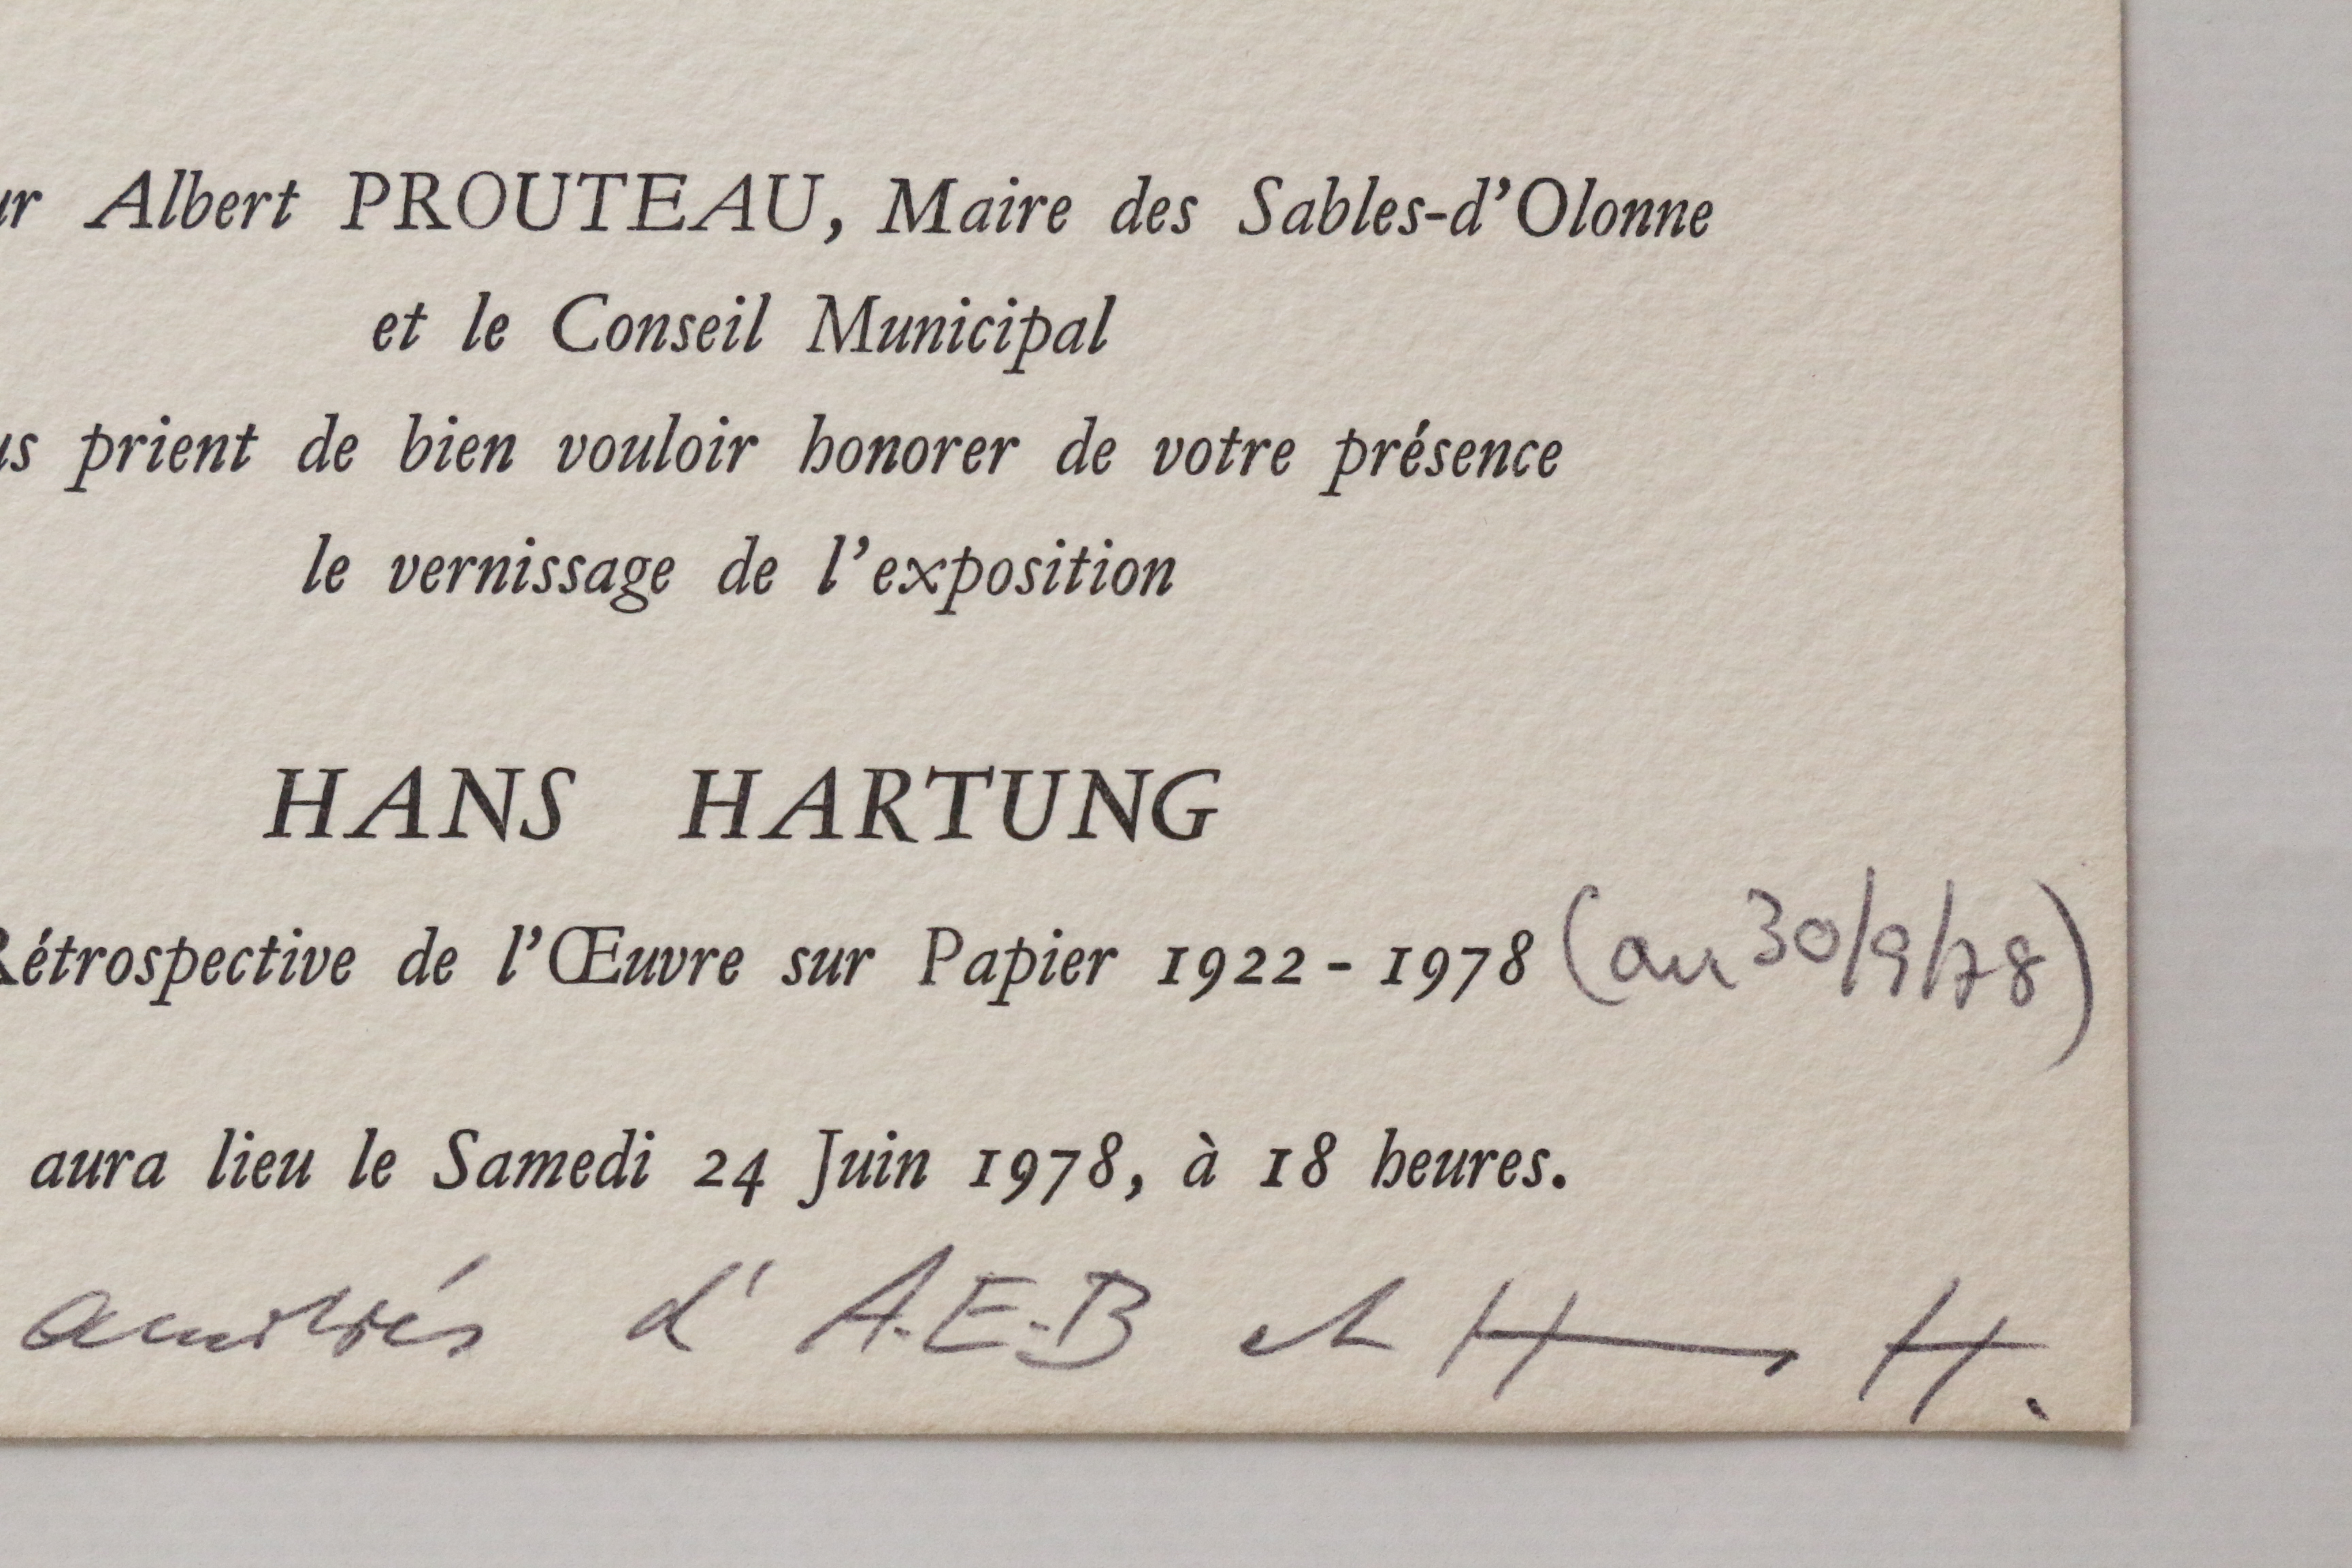 ur Albert PROUTEAU, Maire des Sables-d'Olonne
et le Conseil Municipal
us prient de bien vouloir honorer de votre présence
le vernissage de l'exposition
HANS HARTUNG
Rétrospective de l'Œuvre sur Papier 1922 - 1978 (au 30/9/78)
aura lieu le Samedi 24 Juin 1978, à 18 heures.
amitiés d'A.E-B et H H.